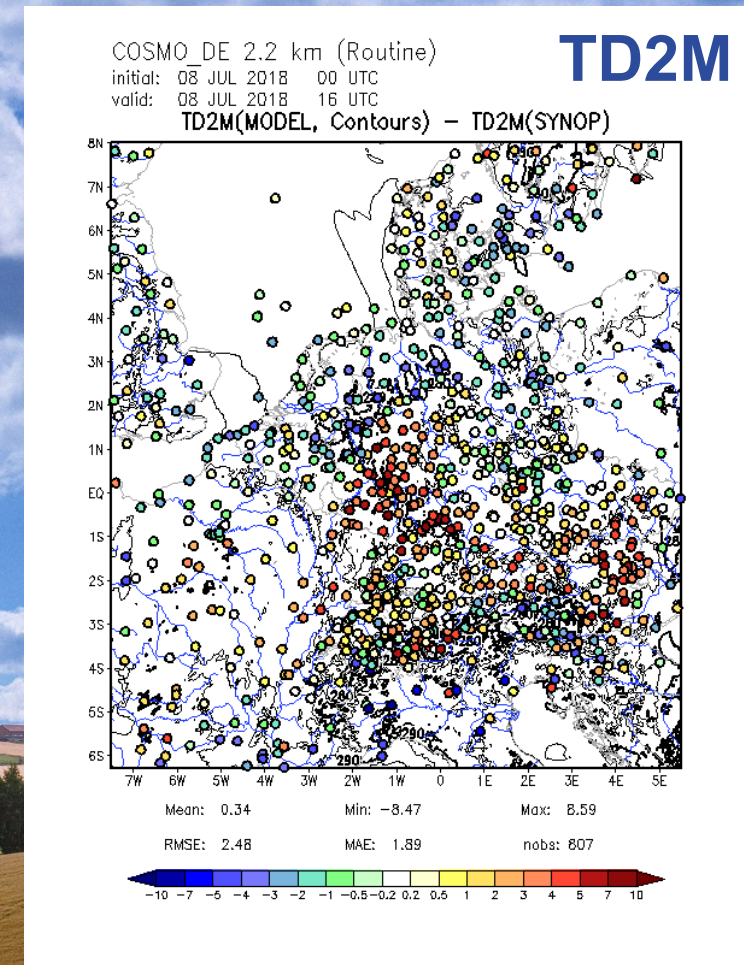 COSMO_DE 2.2 km (Routine)
TD2M
initial: 08 JUL 2018 00 UTC
valid: 08 JUL 2018 16 UTC
TD2M(MODEL, Contours) – TD2M(SYNOP)
8N
7N
6N
5N
4N
3N
2N
1N
EQ
1S
2S
3S
4S
5S
6S
290
290
290
7W 6W 5W 4W 3W 2W 1W 0 1E 2E 3E 4E 5E
Mean: 0.34 Min: −8.47 Max: 8.59
RMSE: 2.48 MAE: 1.89 nobs: 807
−10 −7 −5 −4 −3 −2 −1 −0.5 −0.2 0.2 0.5 1 2 3 4 5 7 10